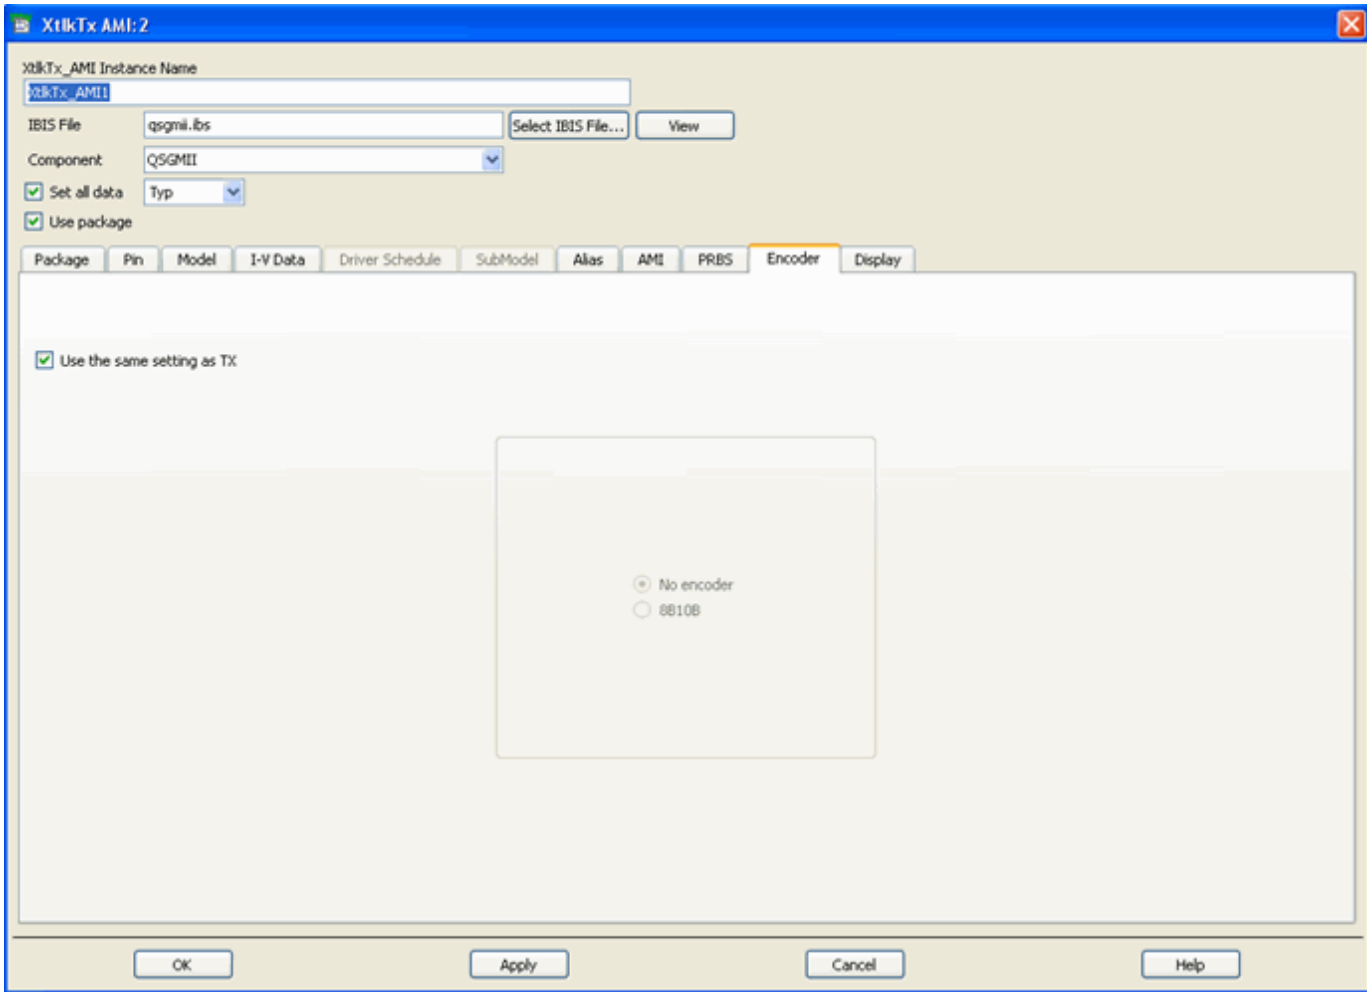 XtlkTx AMI:2
XtlkTx_AMI Instance Name
XtlkTx_AMI1
IBIS File qsgmii.ibs Select IBIS File... View
Component QSGMII
Set all data Typ
Use package
Package Pin Model I-V Data Driver Schedule SubModel Alias AMI PRBS Encoder Display
Use the same setting as TX
No encoder
8B10B
OK Apply Cancel Help